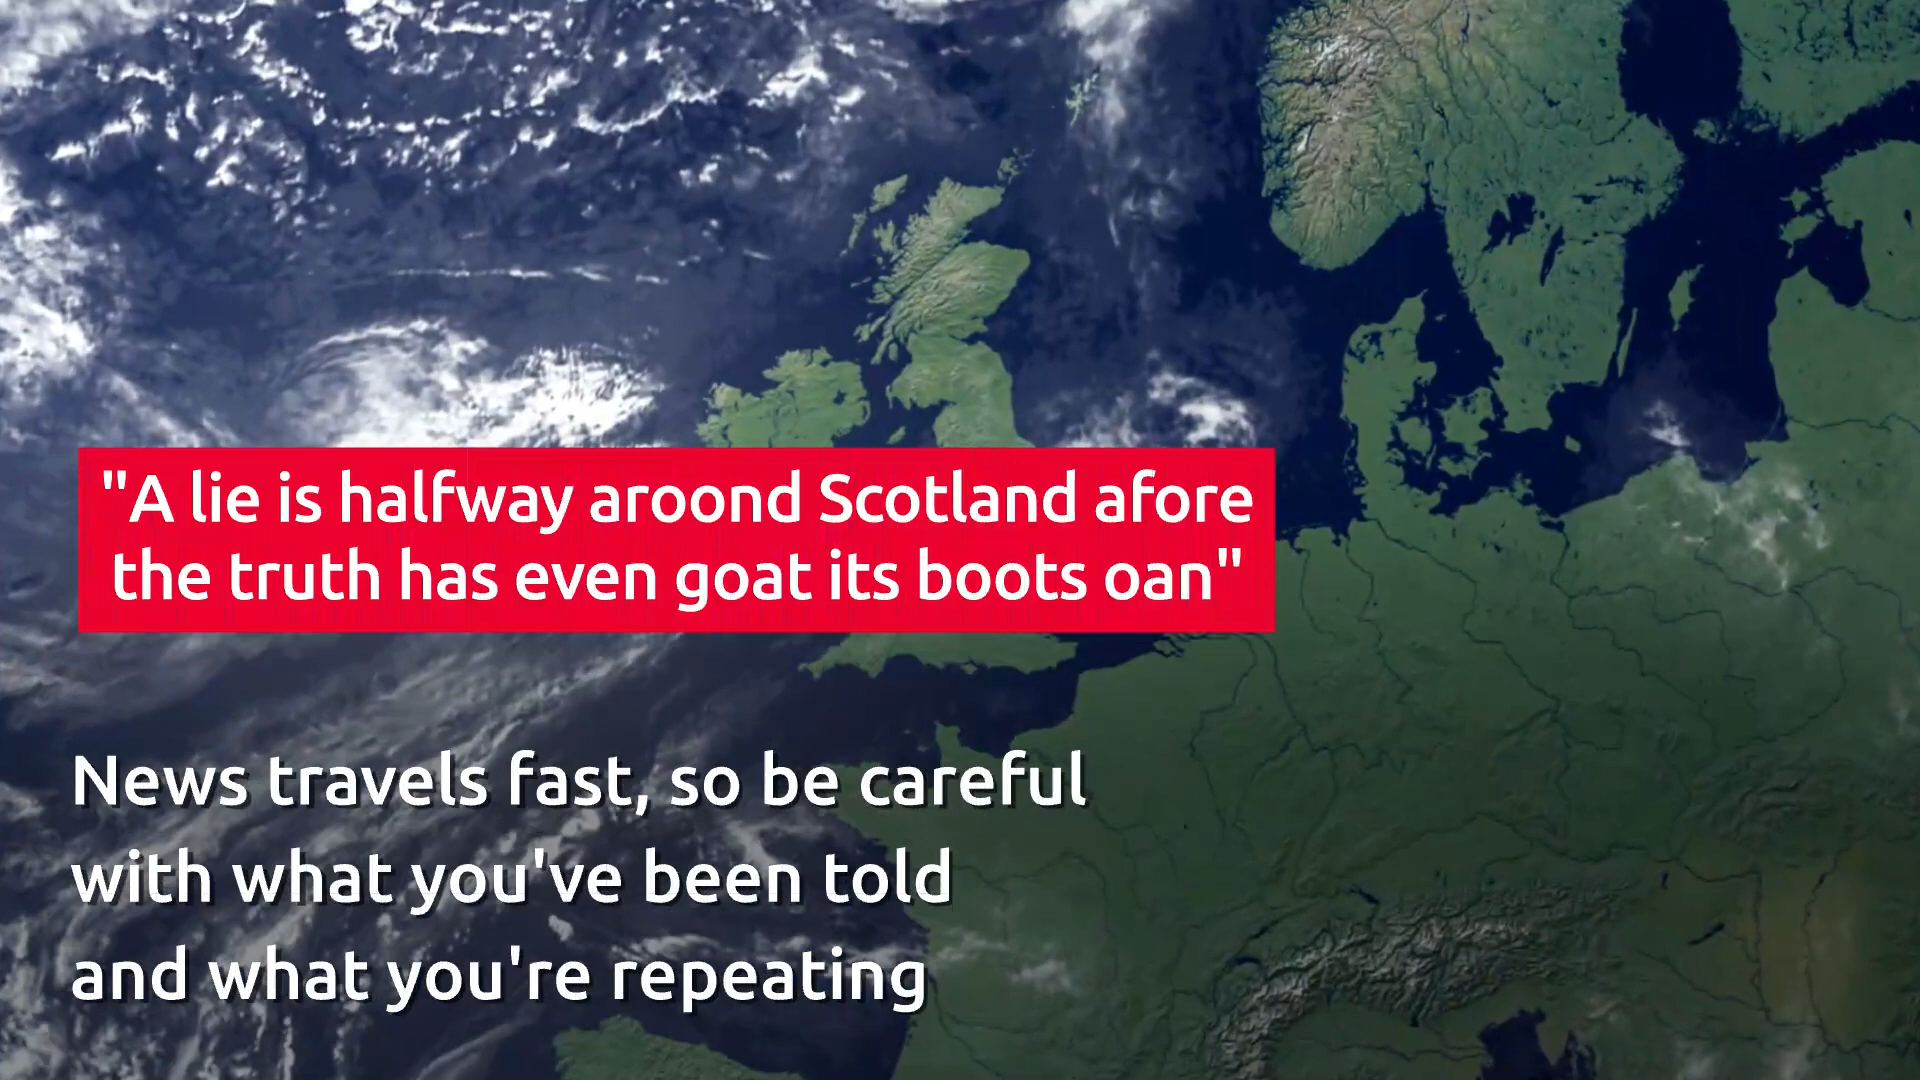 "A lie is halfway aroond Scotland afore
the truth has even goat its boots oan"
News travels fast, so be careful
with what you've been told
and what you're repeating